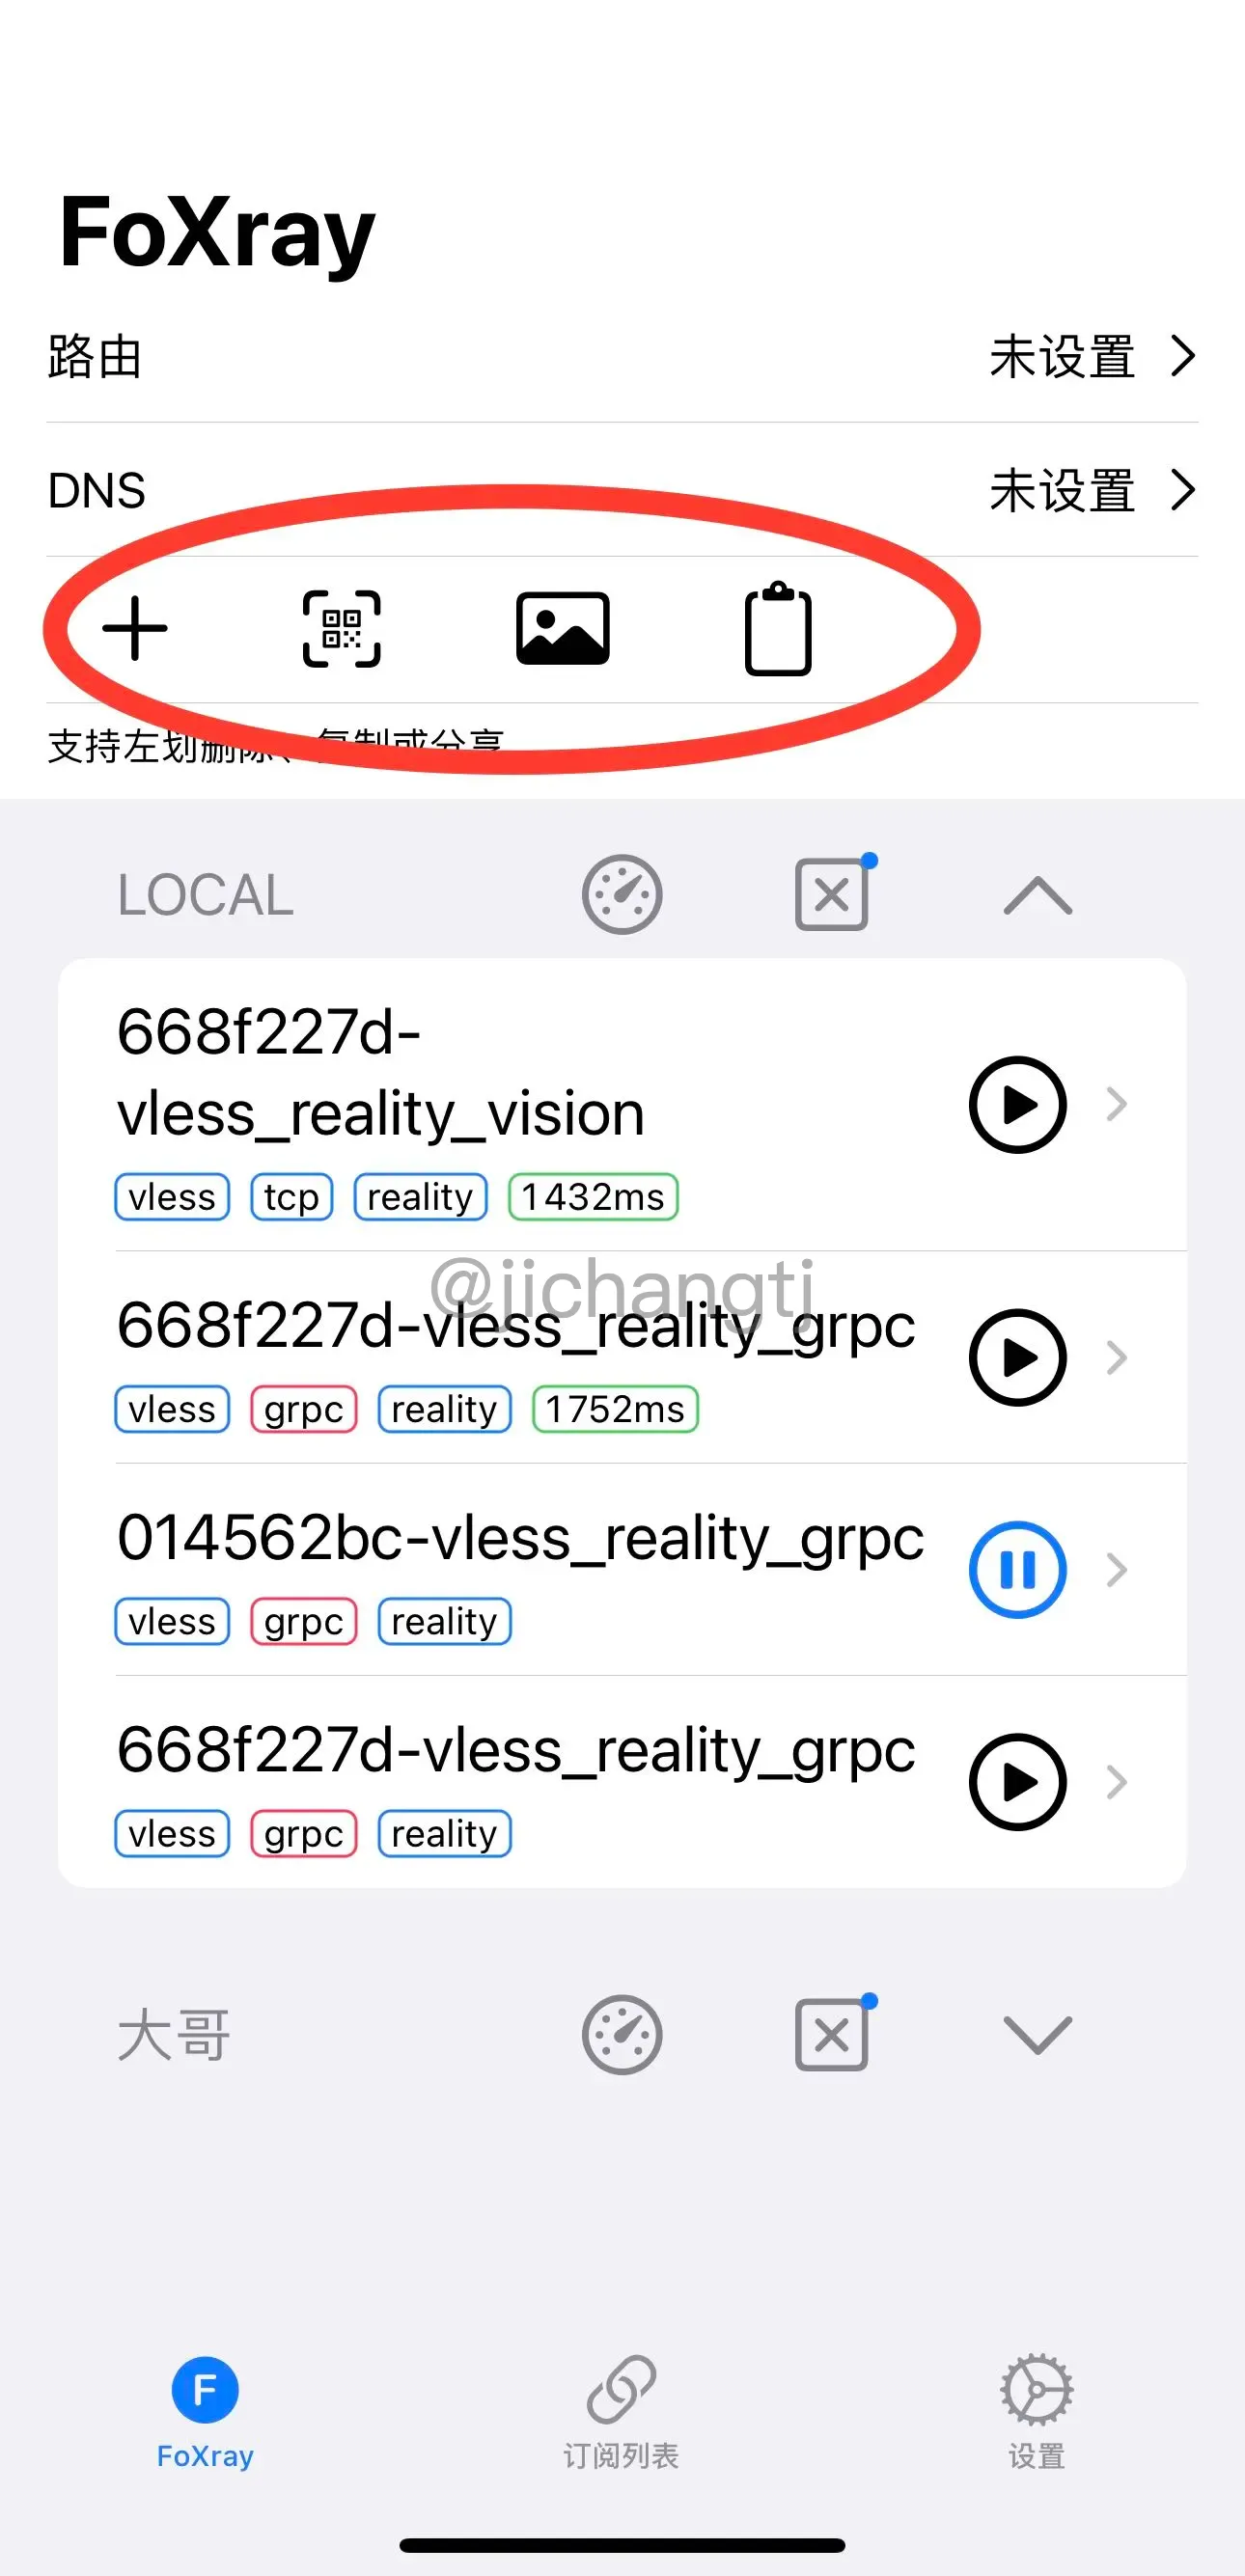 FoXray
路由 未设置
DNS 未设置
支持左划删除、复制或分享
LOCAL
668f227d-
vless_reality_vision
vless tcp reality 1432ms
@jichangtj
668f227d-vless_reality_grpc
vless grpc reality 1752ms
014562bc-vless_reality_grpc
vless grpc reality
668f227d-vless_reality_grpc
vless grpc reality
大哥
F
FoXray 订阅列表 设置